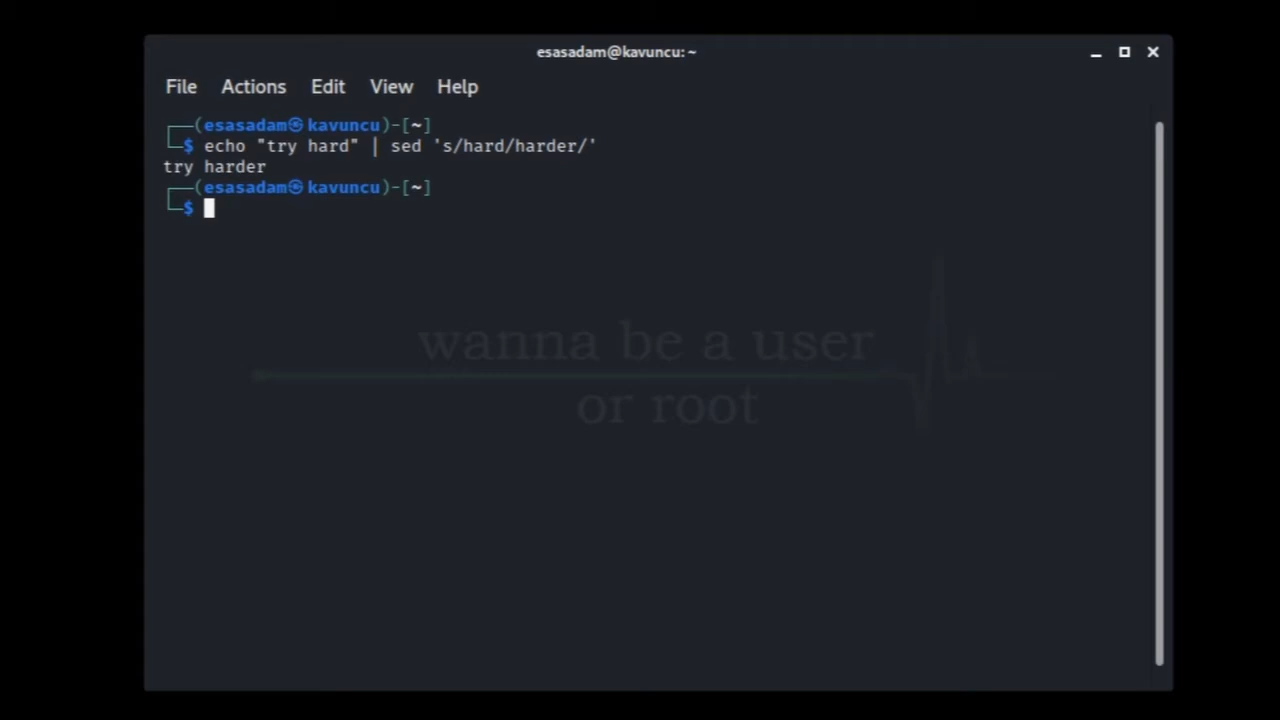 esasadam@kavuncu: ~
File Actions Edit View Help
┌──(esasadam㉿kavuncu)-[~]
└─$ echo "try hard" | sed 's/hard/harder/'
try harder
┌──(esasadam㉿kavuncu)-[~]
└─$
wanna be a user
or root